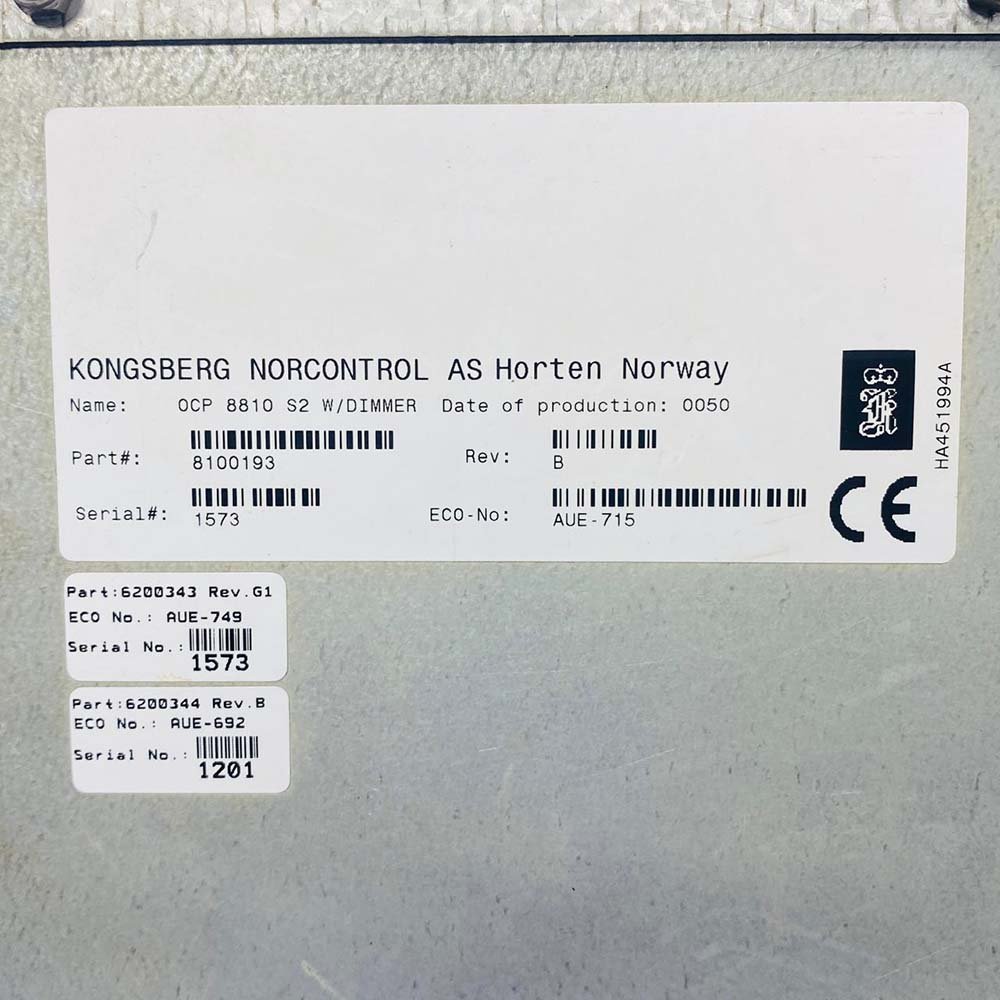 KONGSBERG NORCONTROL AS Horten Norway
Name: OCP 8810 S2 W/DIMMER Date of production: 0050
Part#: 8100193 Rev: B
Serial#: 1573 ECO-No: AUE-715
CE
HA451994A
Part:6200343 Rev.G1
ECO No.: AUE-749
Serial No.: 1573
Part:6200344 Rev.B
ECO No.: AUE-692
Serial No.: 1201